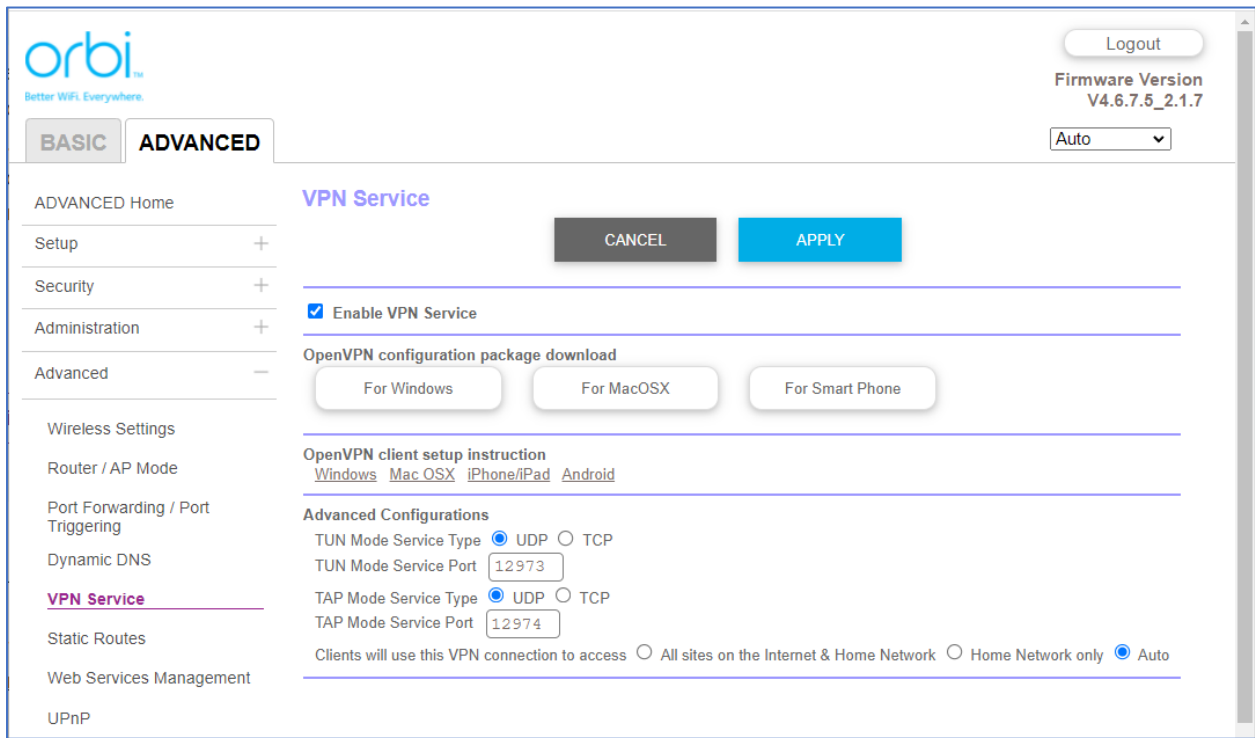 orbi™
Better WiFi. Everywhere.
Logout
Firmware Version
V4.6.7.5_2.1.7
Auto
BASIC
ADVANCED
ADVANCED Home
Setup
Security
Administration
Advanced
Wireless Settings
Router / AP Mode
Port Forwarding / Port
Triggering
Dynamic DNS
VPN Service
Static Routes
Web Services Management
UPnP
VPN Service
CANCEL
APPLY
Enable VPN Service
OpenVPN configuration package download
For Windows
For MacOSX
For Smart Phone
OpenVPN client setup instruction
Windows Mac OSX iPhone/iPad Android
Advanced Configurations
TUN Mode Service Type UDP TCP
TUN Mode Service Port 12973
TAP Mode Service Type UDP TCP
TAP Mode Service Port 12974
Clients will use this VPN connection to access All sites on the Internet & Home Network Home Network only Auto